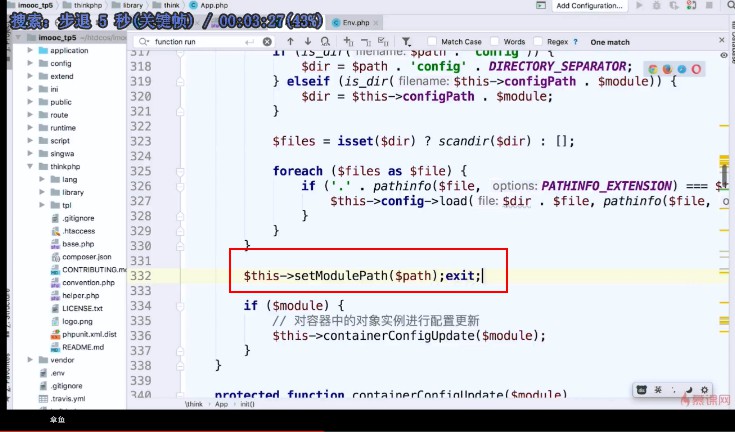 imooc_tp5 thinkphp library think App.php Add Configuration...
搜索: 步退 5 秒(关键帧) / 00:03:27(43%)
Env.php
function run Match Case Words Regex ? One match
application
config
extend
ini
public
route
runtime
script
singwa
thinkphp
lang
library
tpl
.gitignore
.htaccess
base.php
composer.json
CONTRIBUTING.m
convention.php
helper.php
LICENSE.txt
logo.png
phpunit.xml.dist
README.md
vendor
.env
.gitignore
.travis.yml
317 if (is_dir( filename: $path . 'config')) {
318 $dir = $path . 'config' . DIRECTORY_SEPARATOR;
319 } elseif (is_dir( filename: $this->configPath . $module)) {
320 $dir = $this->configPath . $module;
321 }
322
323 $files = isset($dir) ? scandir($dir) : [];
324
325 foreach ($files as $file) {
326 if ('.' . pathinfo($file, options: PATHINFO_EXTENSION) === $
327 $this->config->load( file: $dir . $file, pathinfo($file,
328 }
329 }
330 }
331
332 $this->setModulePath($path);exit;
333
334 if ($module) {
335 // 对容器中的对象实例进行配置更新
336 $this->containerConfigUpdate($module);
337 }
338 }
339
340 protected function containerConfigUpdate($module)
\think › App › init()
英
慕课网
章鱼